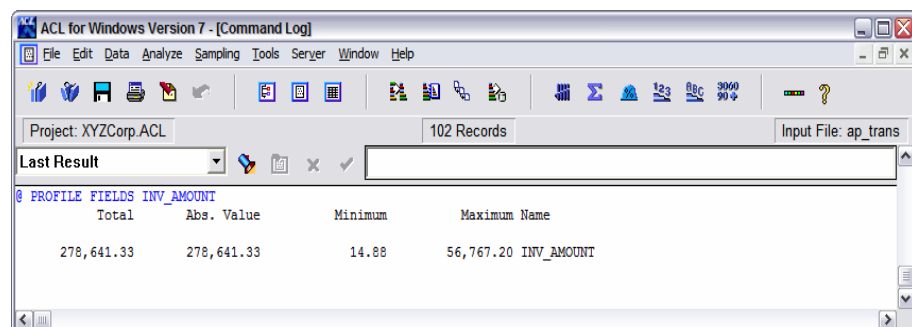 ACL for Windows Version 7 - [Command Log]
File Edit Data Analyze Sampling Tools Server Window Help
Project: XYZCorp.ACL 102 Records Input File: ap_trans
Last Result
@ PROFILE FIELDS INV_AMOUNT
Total Abs. Value Minimum Maximum Name
278,641.33 278,641.33 14.88 56,767.20 INV_AMOUNT